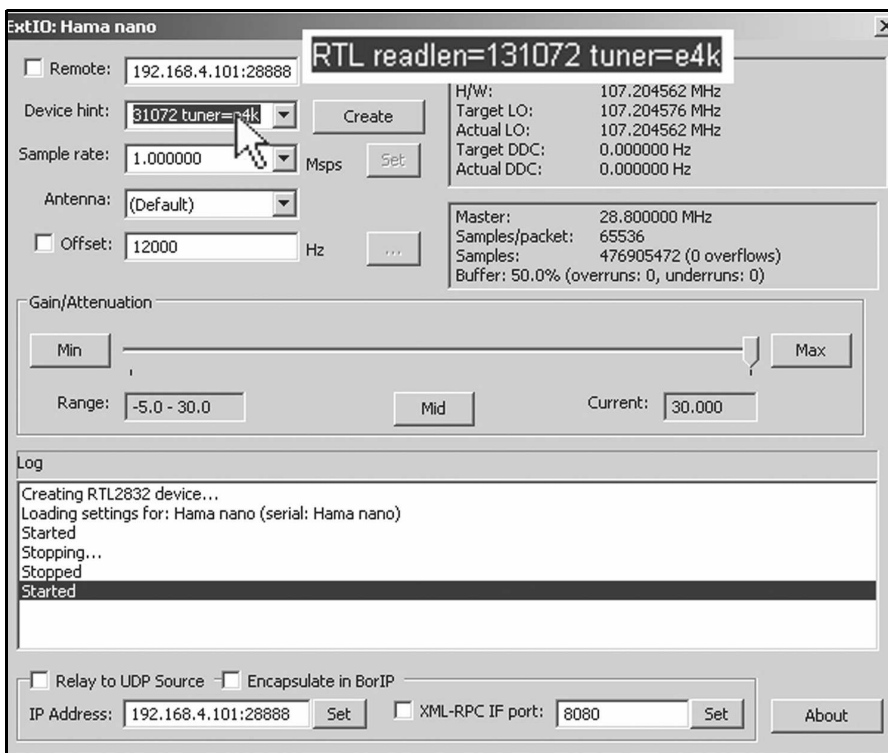 ExtIO: Hama nano
RTL readlen=131072 tuner=e4k
Remote: 192.168.4.101:28888
Device hint: 31072 tuner=e4k Create
Sample rate: 1.000000 Msps Set
Antenna: (Default)
Offset: 12000 Hz ...
H/W: 107.204562 MHz
Target LO: 107.204576 MHz
Actual LO: 107.204562 MHz
Target DDC: 0.000000 Hz
Actual DDC: 0.000000 Hz
Master: 28.800000 MHz
Samples/packet: 65536
Samples: 476905472 (0 overflows)
Buffer: 50.0% (overruns: 0, underruns: 0)
Gain/Attenuation
Min Max
Range: -5.0 - 30.0 Mid Current: 30.000
Log
Creating RTL2832 device...
Loading settings for: Hama nano (serial: Hama nano)
Started
Stopping...
Stopped
Started
Relay to UDP Source Encapsulate in BorIP
IP Address: 192.168.4.101:28888 Set XML-RPC IF port: 8080 Set About